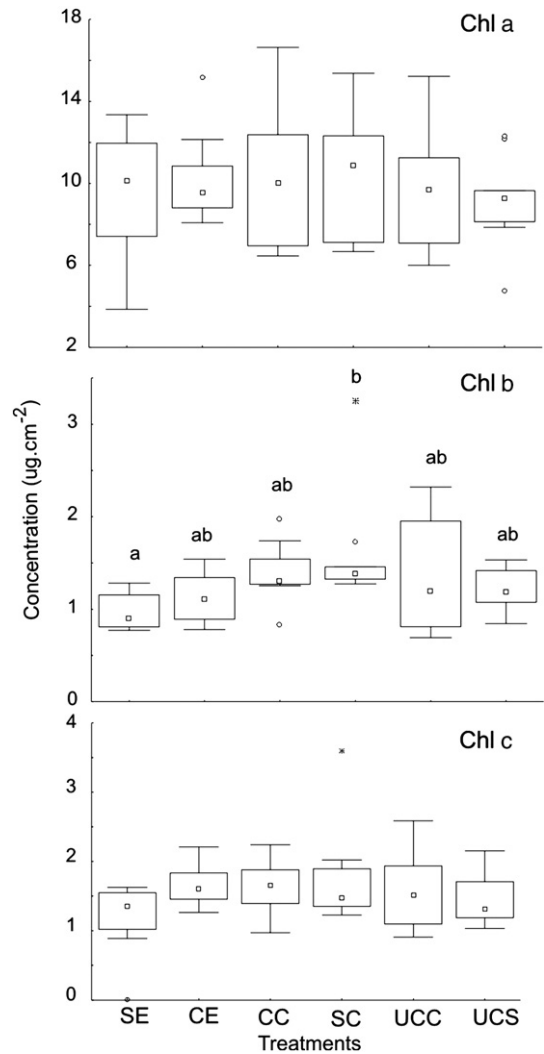 18
Chl a
14
10
6
2
Chl b
b
3
ab
ab
2
ab
ab
a
1
0
Concentration (ug.cm-2)
4
Chl c
3
2
1
0
SE CE CC SC UCC UCS
Treatments